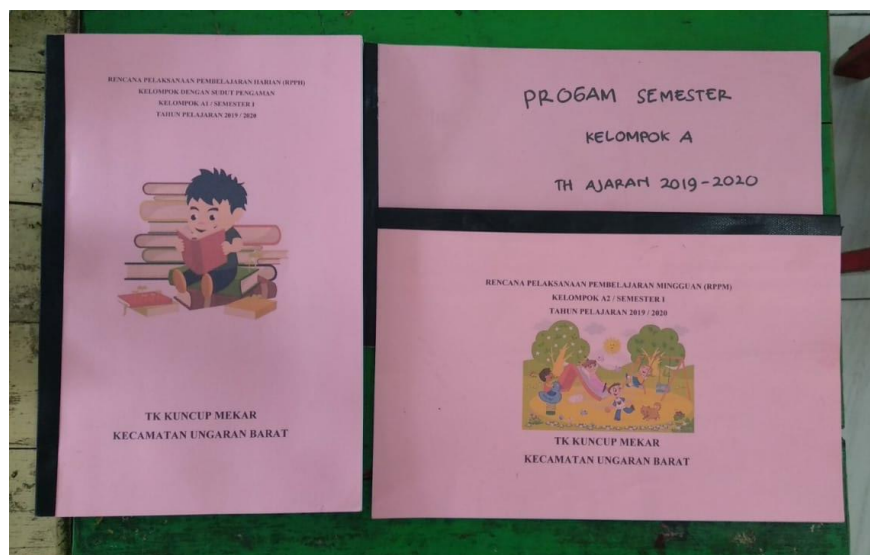 RENCANA PELAKSANAAN PEMBELAJARAN HARIAN (RPPH)
KELOMPOK DENGAN SUDUT PENGAMAN
KELOMPOK A1 / SEMESTER I
TAHUN PELAJARAN 2019 / 2020
TK KUNCUP MEKAR
KECAMATAN UNGARAN BARAT
PROGAM SEMESTER
KELOMPOK A
TH AJARAN 2019-2020
RENCANA PELAKSANAAN PEMBELAJARAN MINGGUAN (RPPM)
KELOMPOK A2 / SEMESTER I
TAHUN PELAJARAN 2019 / 2020
TK KUNCUP MEKAR
KECAMATAN UNGARAN BARAT